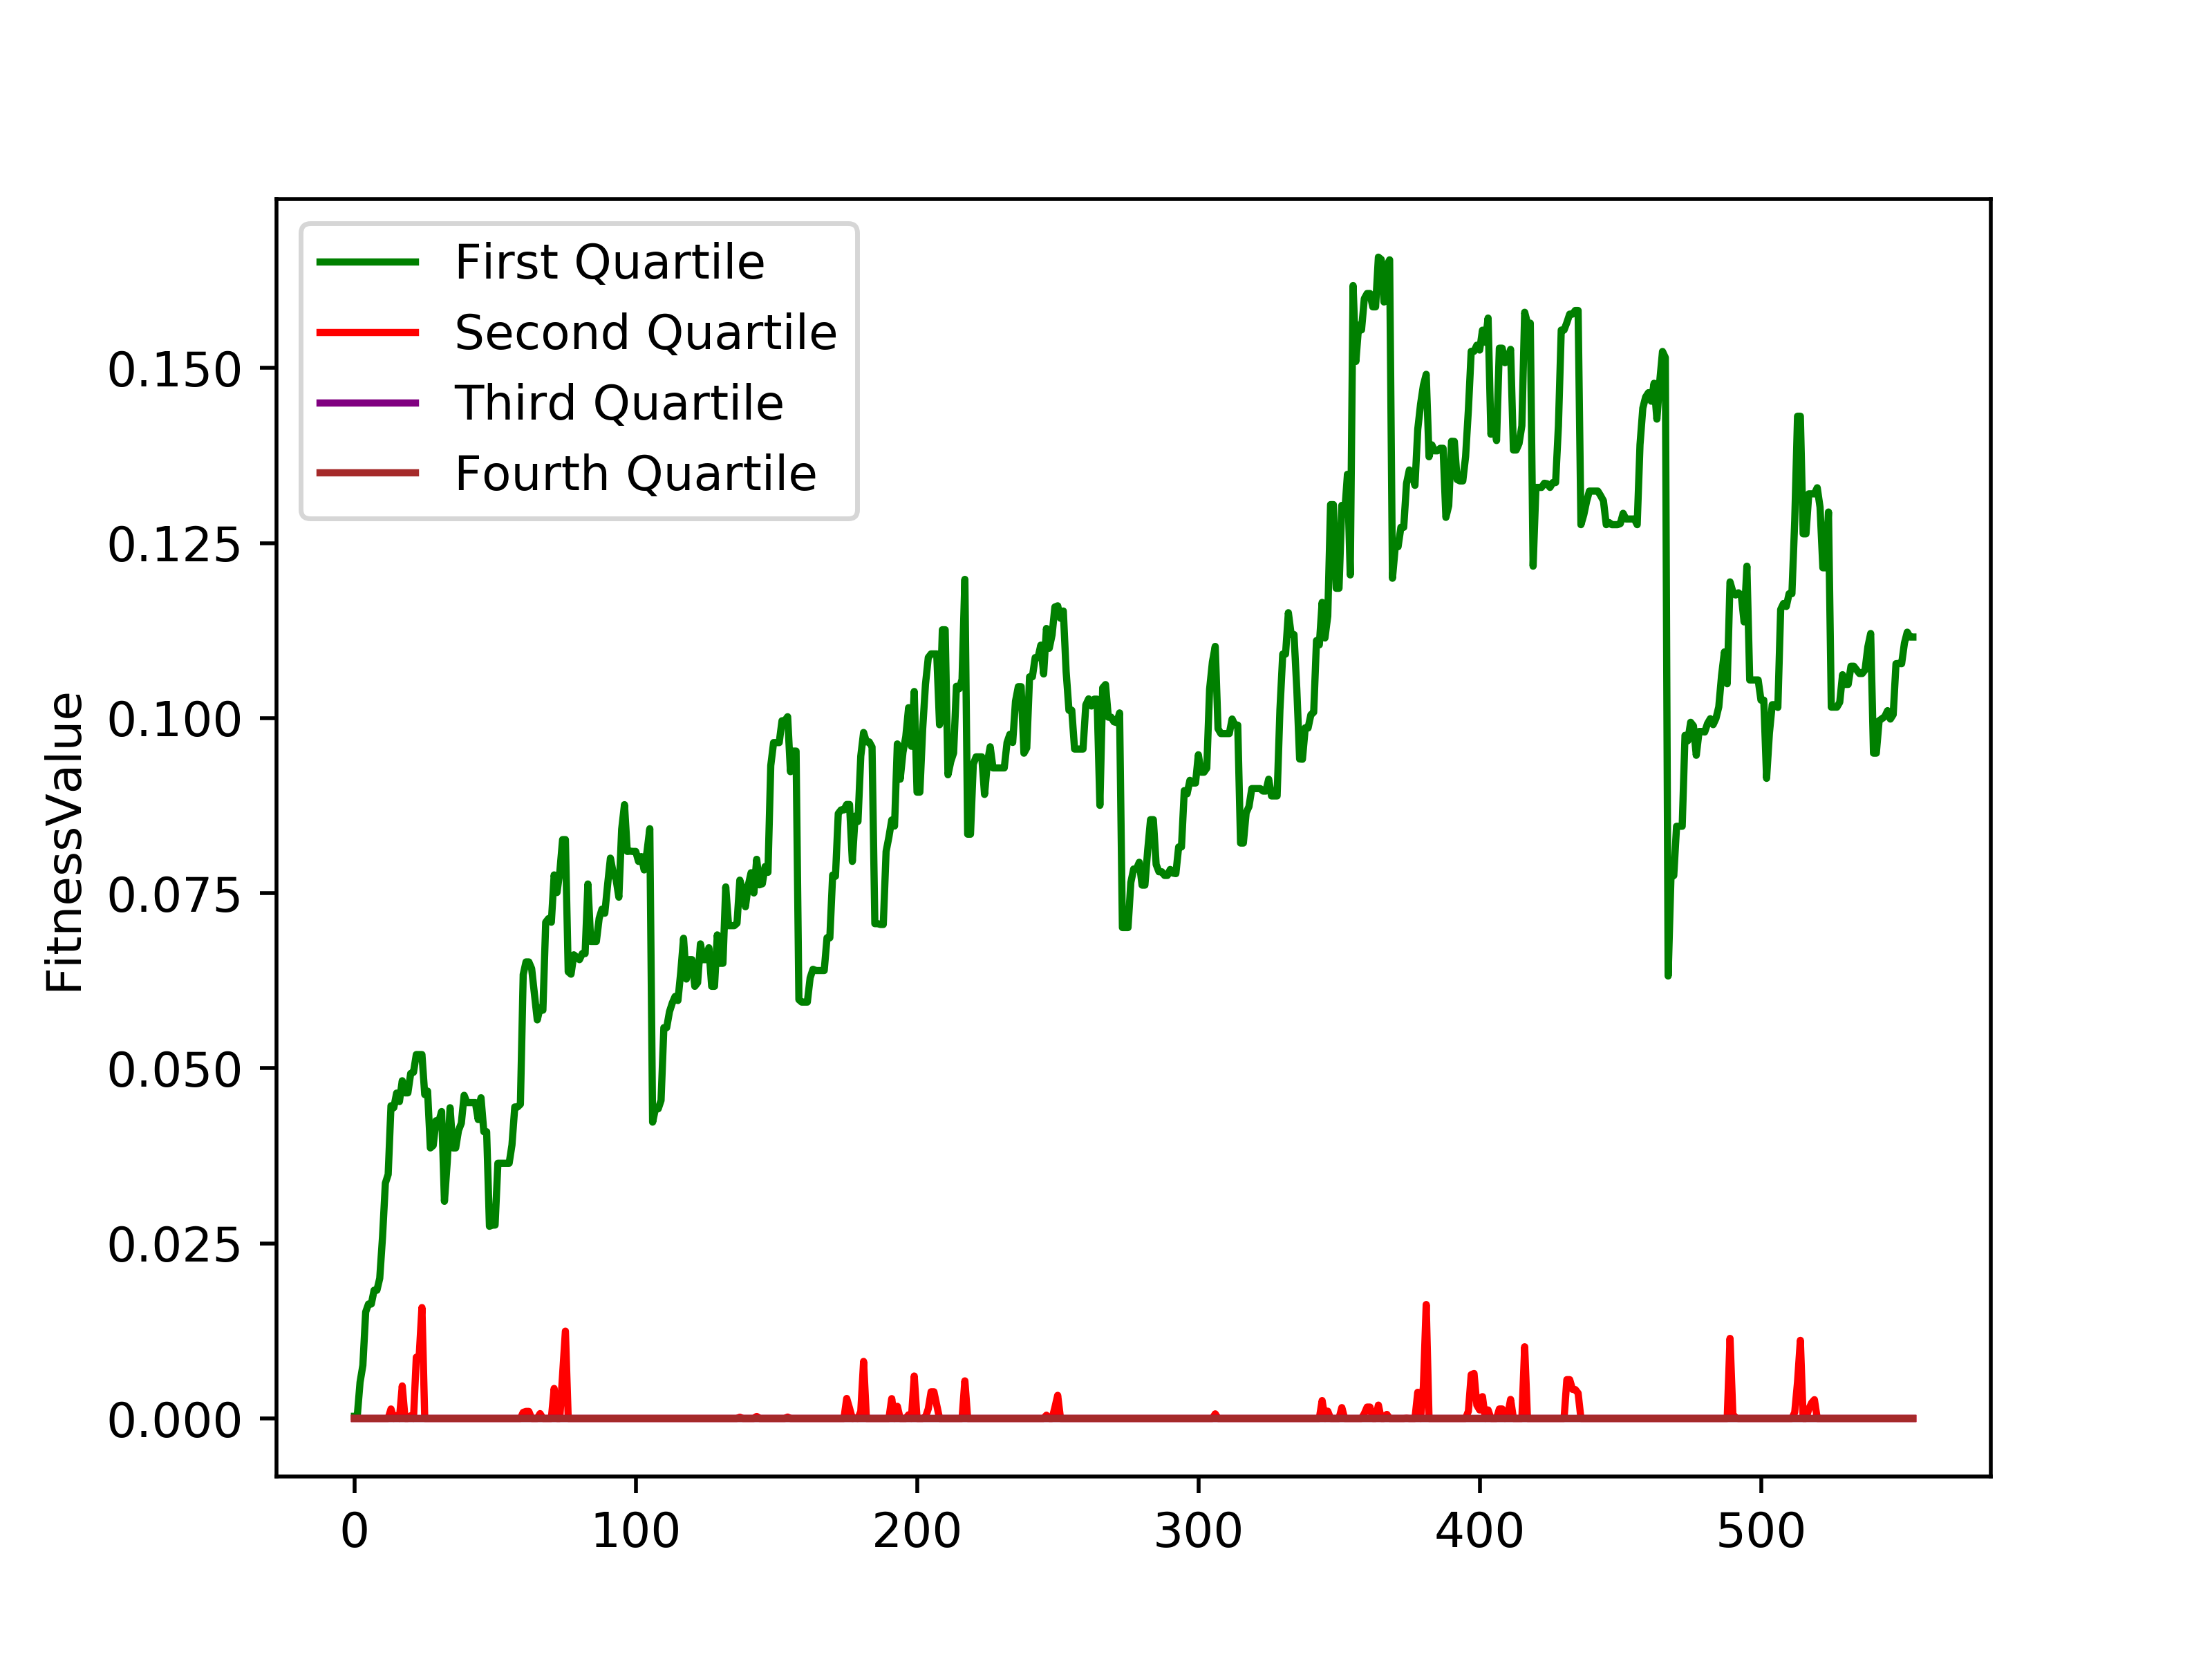 First Quartile
Second Quartile
Third Quartile
Fourth Quartile
0.150
0.125
0.100
0.075
0.050
0.025
0.000
FitnessValue
0 100 200 300 400 500